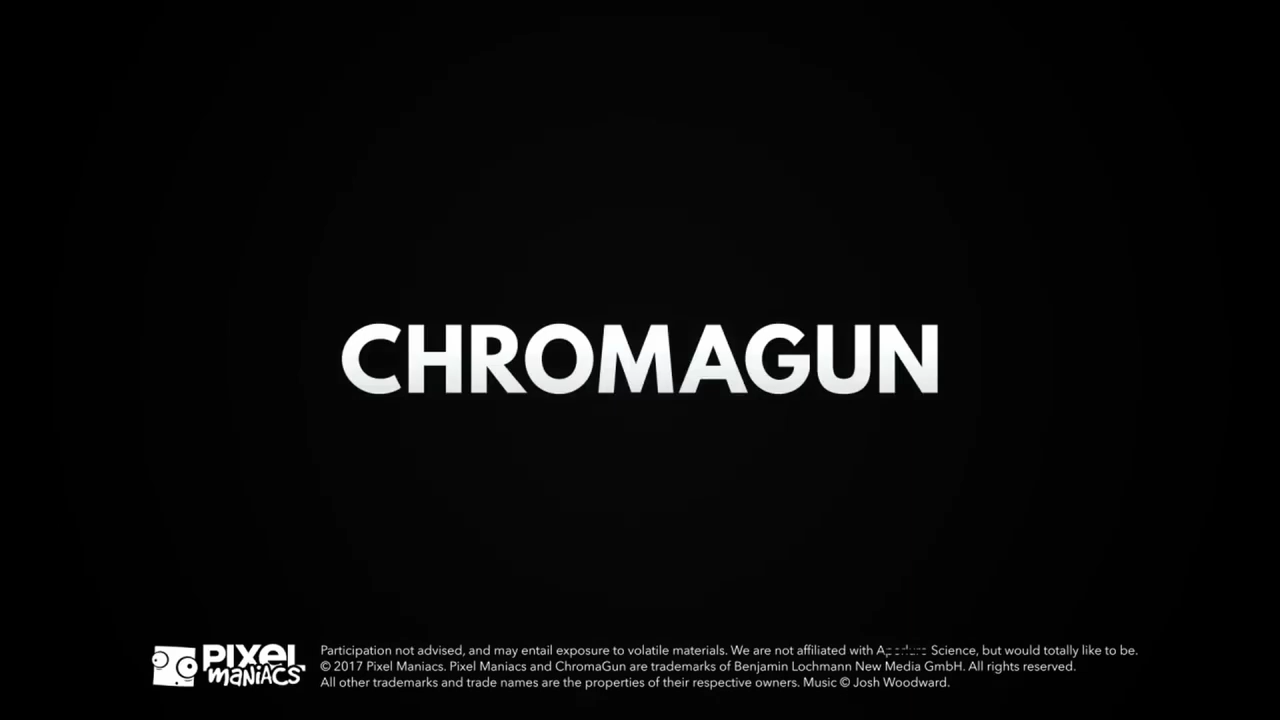 CHROMAGUN
PIXEL
MANIACS
Participation not advised, and may entail exposure to volatile materials. We are not affiliated with Science, but would totally like to be.
© 2017 Pixel Maniacs. Pixel Maniacs and ChromaGun are trademarks of Benjamin Lochmann New Media GmbH. All rights reserved.
All other trademarks and trade names are the properties of their respective owners. Music © Josh Woodward.